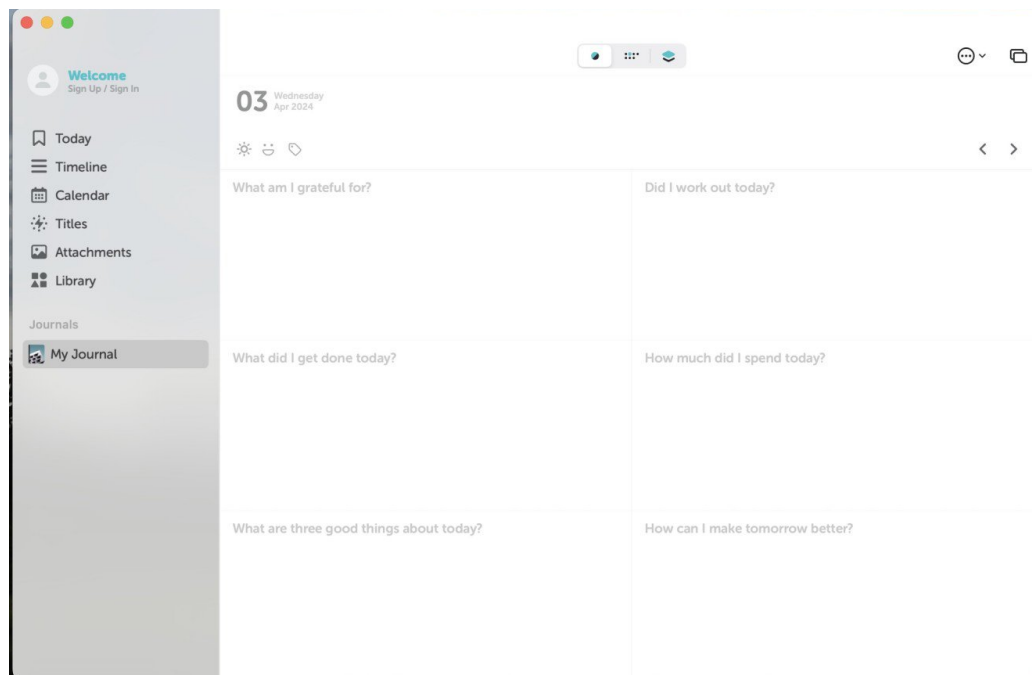 Welcome
Sign Up / Sign In
Today
Timeline
Calendar
Titles
Attachments
Library
Journals
My Journal
03
Wednesday
Apr 2024
What am I grateful for?
Did I work out today?
What did I get done today?
How much did I spend today?
What are three good things about today?
How can I make tomorrow better?